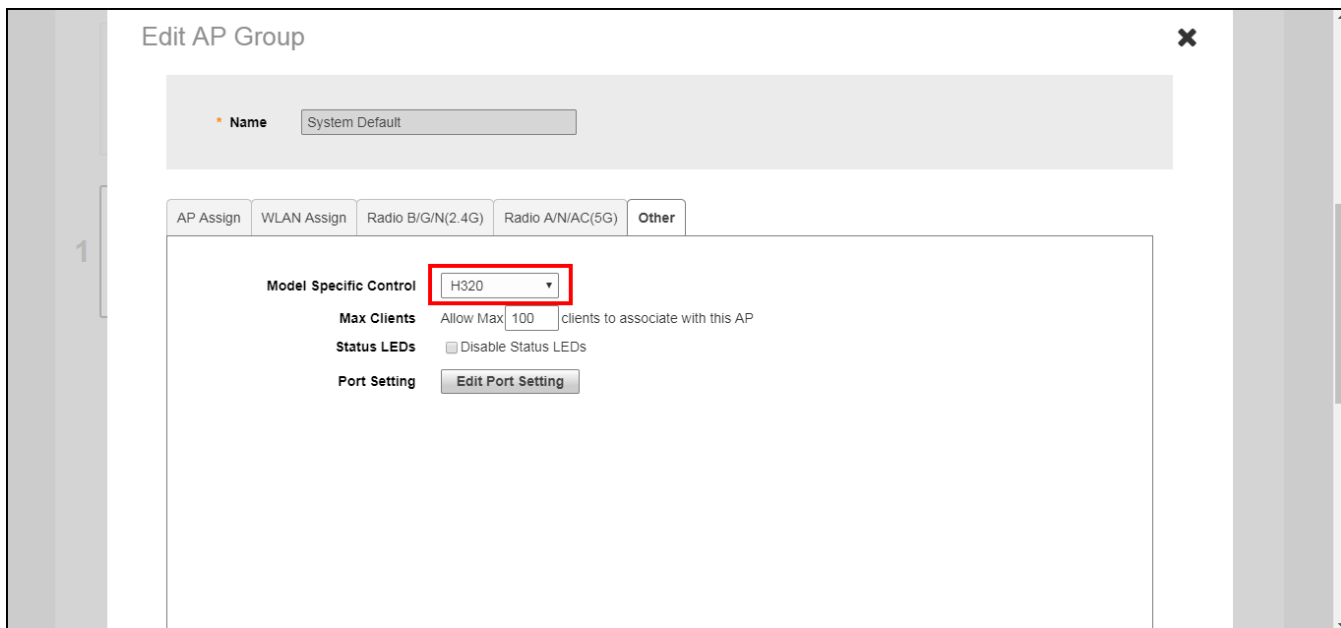 Edit AP Group
* Name System Default
AP Assign WLAN Assign Radio B/G/N(2.4G) Radio A/N/AC(5G) Other
1
Model Specific Control H320
Max Clients Allow Max 100 clients to associate with this AP
Status LEDs Disable Status LEDs
Port Setting Edit Port Setting